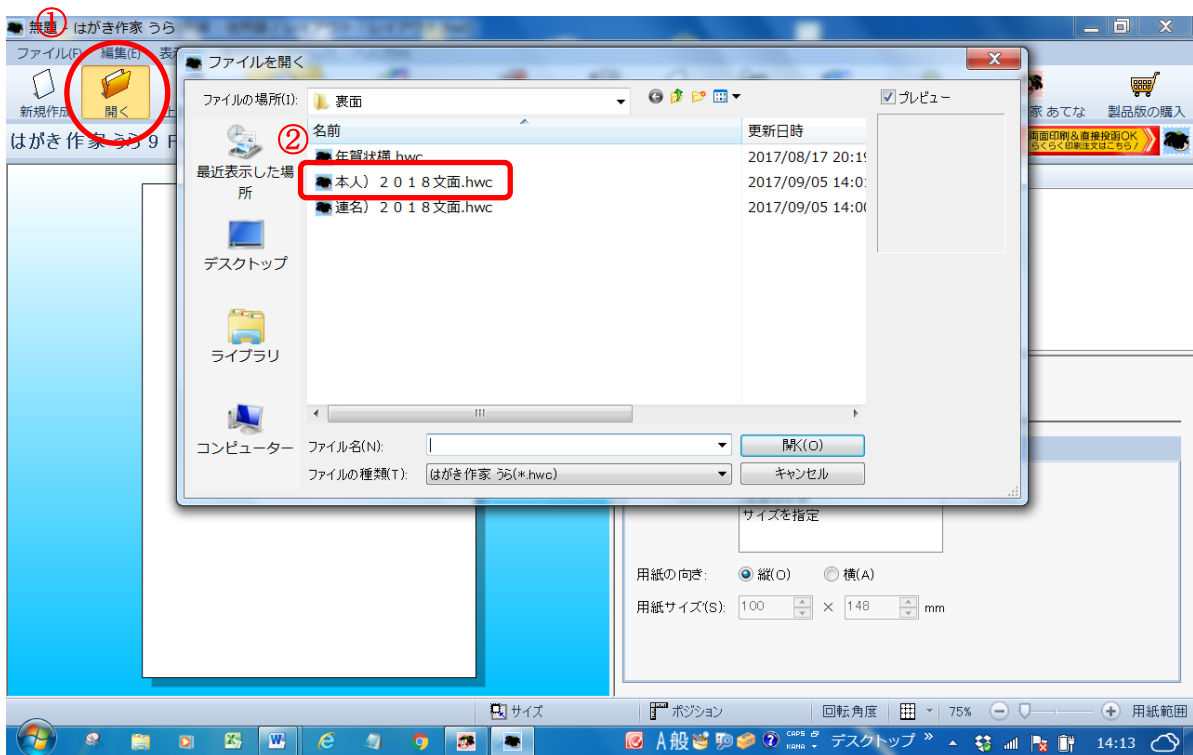 ①
無題 - はがき作家 うら
ファイル(F) 編集(E)
新規作成 開く
家 あてな 製品版の購入
はがき作家 うら 9 F
両面印刷&直接投函OK
らくらく印刷注文はこちら!
ファイルを開く
ファイルの場所(I): 裏面
プレビュー
②
名前 更新日時
年賀状横.hwc 2017/08/17 20:19
本人）２０１８文面.hwc 2017/09/05 14:0
連名）２０１８文面.hwc 2017/09/05 14:00
最近表示した場所
デスクトップ
ライブラリ
コンピューター
ファイル名(N): 開く(O)
ファイルの種類(T): はがき作家 うら(*.hwc) キャンセル
サイズを指定
用紙の向き: 縦(O) 横(A)
用紙サイズ(S): 100 × 148 mm
サイズ ポジション 回転角度 75% 用紙範囲
A 般 CAPS KANA デスクトップ » 14:13